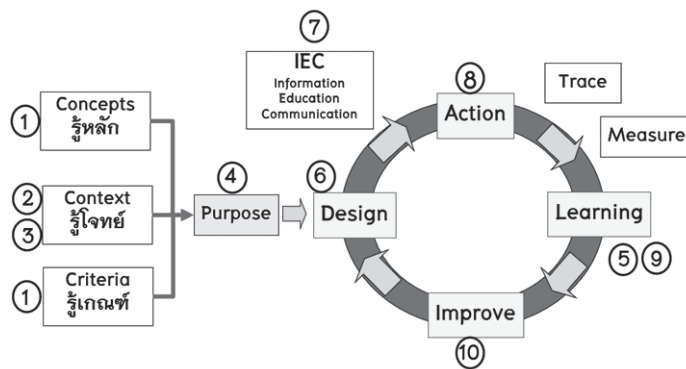 ⑦
IEC
Information
Education
Communication
⑧
Action
Trace
Measure
①
Concepts
รู้หลัก
②
③
Context
รู้โจทย์
④
Purpose
⑥
Design
Learning
⑤ ⑨
①
Criteria
รู้เกณฑ์
Improve
⑩